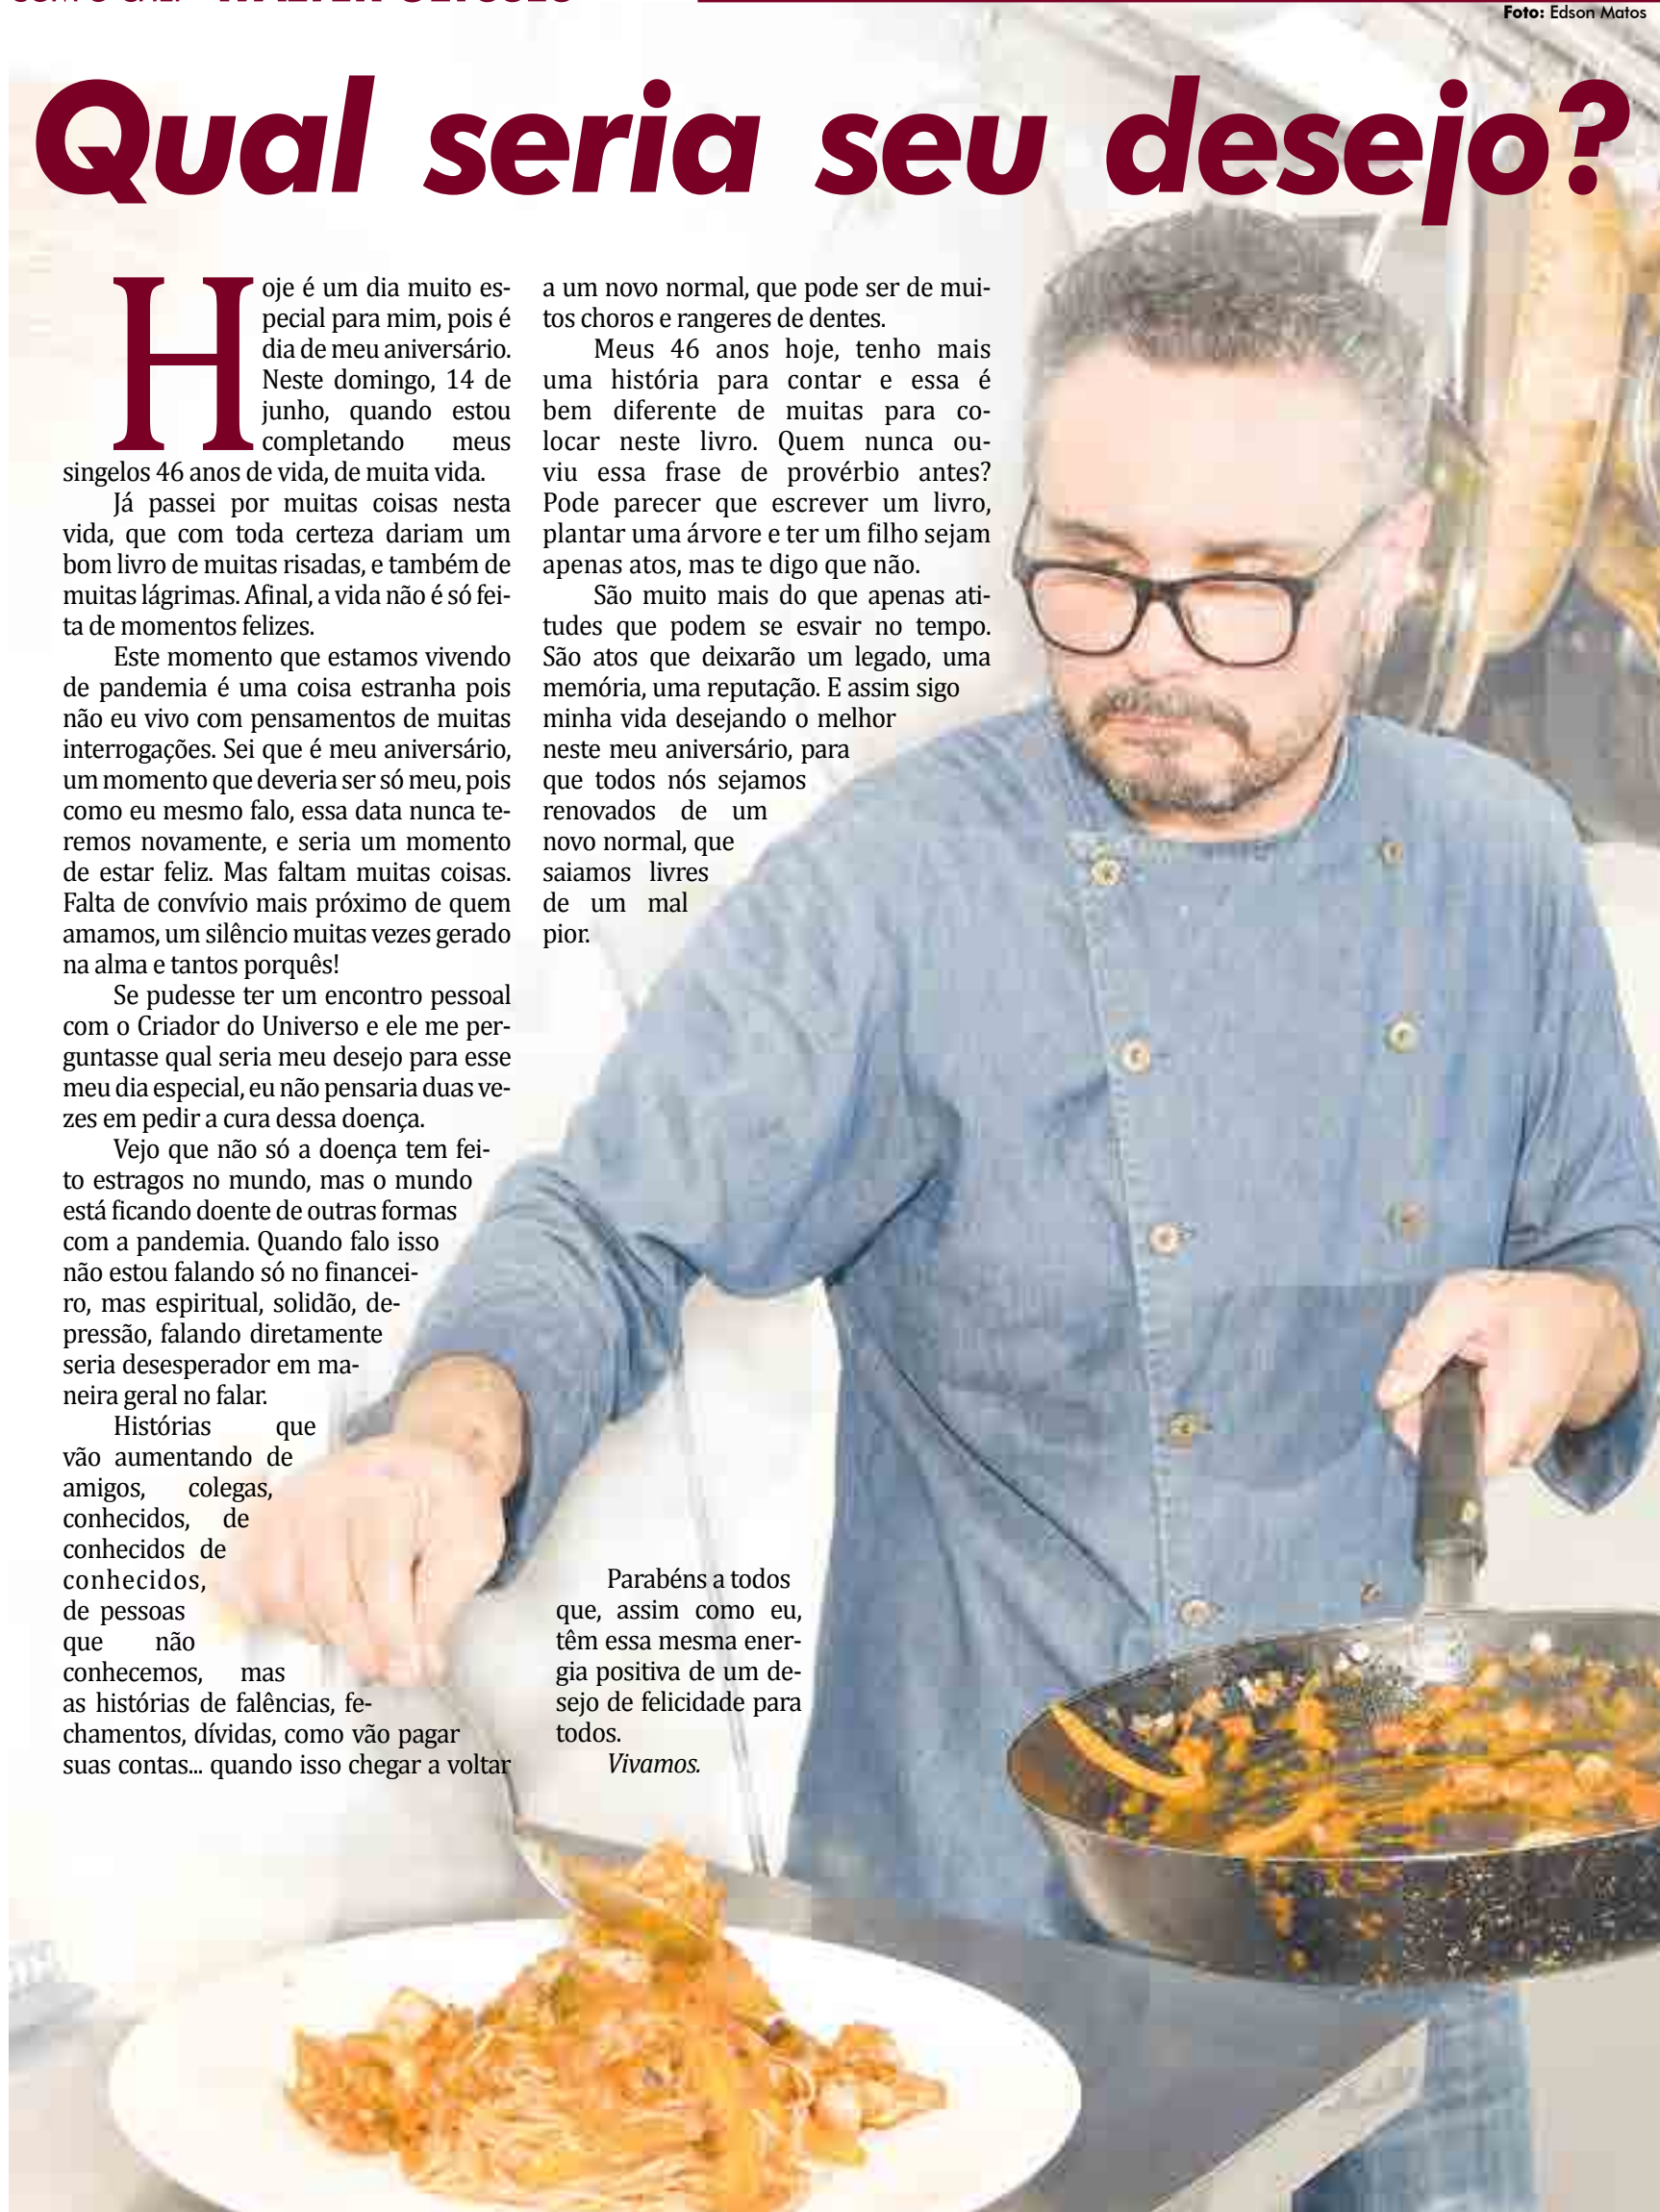 Foto: Edson Matos
Qual seria seu desejo?
Hoje é um dia muito es-
pecial para mim, pois é
dia de meu aniversário.
Neste domingo, 14 de
junho, quando estou
completando meus
singelos 46 anos de vida, de muita vida.
Já passei por muitas coisas nesta
vida, que com toda certeza dariam um
bom livro de muitas risadas, e também de
muitas lágrimas. Afinal, a vida não é só fei-
ta de momentos felizes.
Este momento que estamos vivendo
de pandemia é uma coisa estranha pois
não eu vivo com pensamentos de muitas
interrogações. Sei que é meu aniversário,
um momento que deveria ser só meu, pois
como eu mesmo falo, essa data nunca te-
remos novamente, e seria um momento
de estar feliz. Mas faltam muitas coisas.
Falta de convívio mais próximo de quem
amamos, um silêncio muitas vezes gerado
na alma e tantos porquês!
Se pudesse ter um encontro pessoal
com o Criador do Universo e ele me per-
guntasse qual seria meu desejo para esse
meu dia especial, eu não pensaria duas ve-
zes em pedir a cura dessa doença.
Vejo que não só a doença tem fei-
to estragos no mundo, mas o mundo
está ficando doente de outras formas
com a pandemia. Quando falo isso
não estou falando só no financei-
ro, mas espiritual, solidão, de-
pressão, falando diretamente
seria desesperador em ma-
neira geral no falar.
Histórias que
vão aumentando de
amigos, colegas,
conhecidos, de
conhecidos de
conhecidos,
de pessoas
que não
conhecemos, mas
as histórias de falências, fe-
chamentos, dívidas, como vão pagar
suas contas... quando isso chegar a voltar
a um novo normal, que pode ser de mui-
tos choros e rangeres de dentes.
Meus 46 anos hoje, tenho mais
uma história para contar e essa é
bem diferente de muitas para co-
locar neste livro. Quem nunca ou-
viu essa frase de provérbio antes?
Pode parecer que escrever um livro,
plantar uma árvore e ter um filho sejam
apenas atos, mas te digo que não.
São muito mais do que apenas ati-
tudes que podem se esvair no tempo.
São atos que deixarão um legado, uma
memória, uma reputação. E assim sigo
minha vida desejando o melhor
neste meu aniversário, para
que todos nós sejamos
renovados de um
novo normal, que
saiamos livres
de um mal
pior.
Parabéns a todos
que, assim como eu,
têm essa mesma ener-
gia positiva de um de-
sejo de felicidade para
todos.
Vivamos.